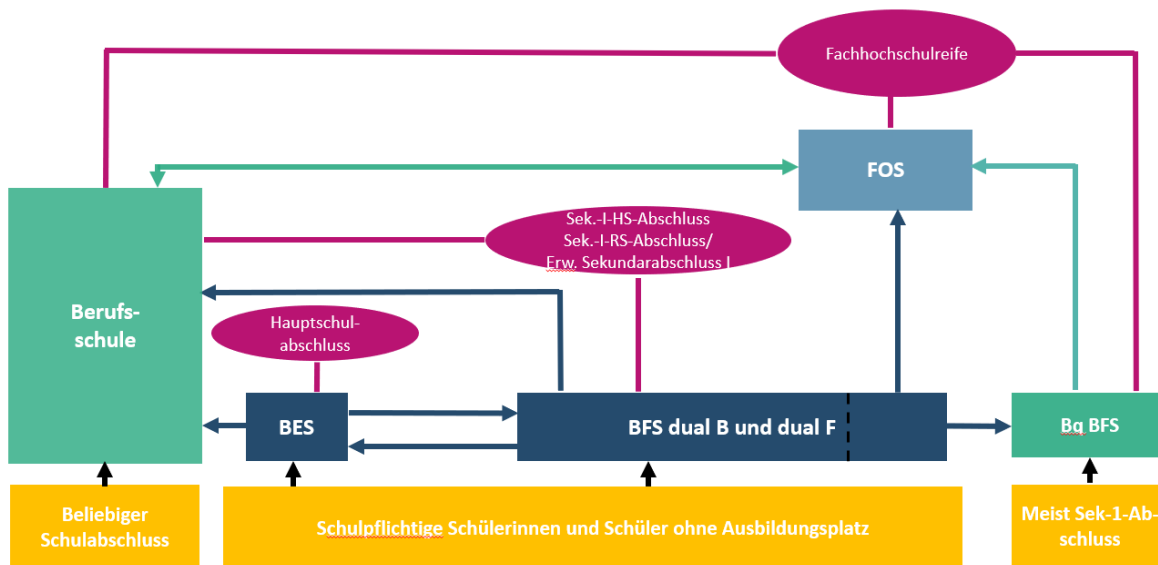 Fachhochschulreife
FOS
Sek.-I-HS-Abschluss
Sek.-I-RS-Abschluss/
Erw. Sekundarabschluss I
Berufs-
schule
Hauptschul-
abschluss
BES
BFS dual B und dual F
Bq BFS
Beliebiger
Schulabschluss
Schulpflichtige Schülerinnen und Schüler ohne Ausbildungsplatz
Meist Sek-1-Ab-
schluss